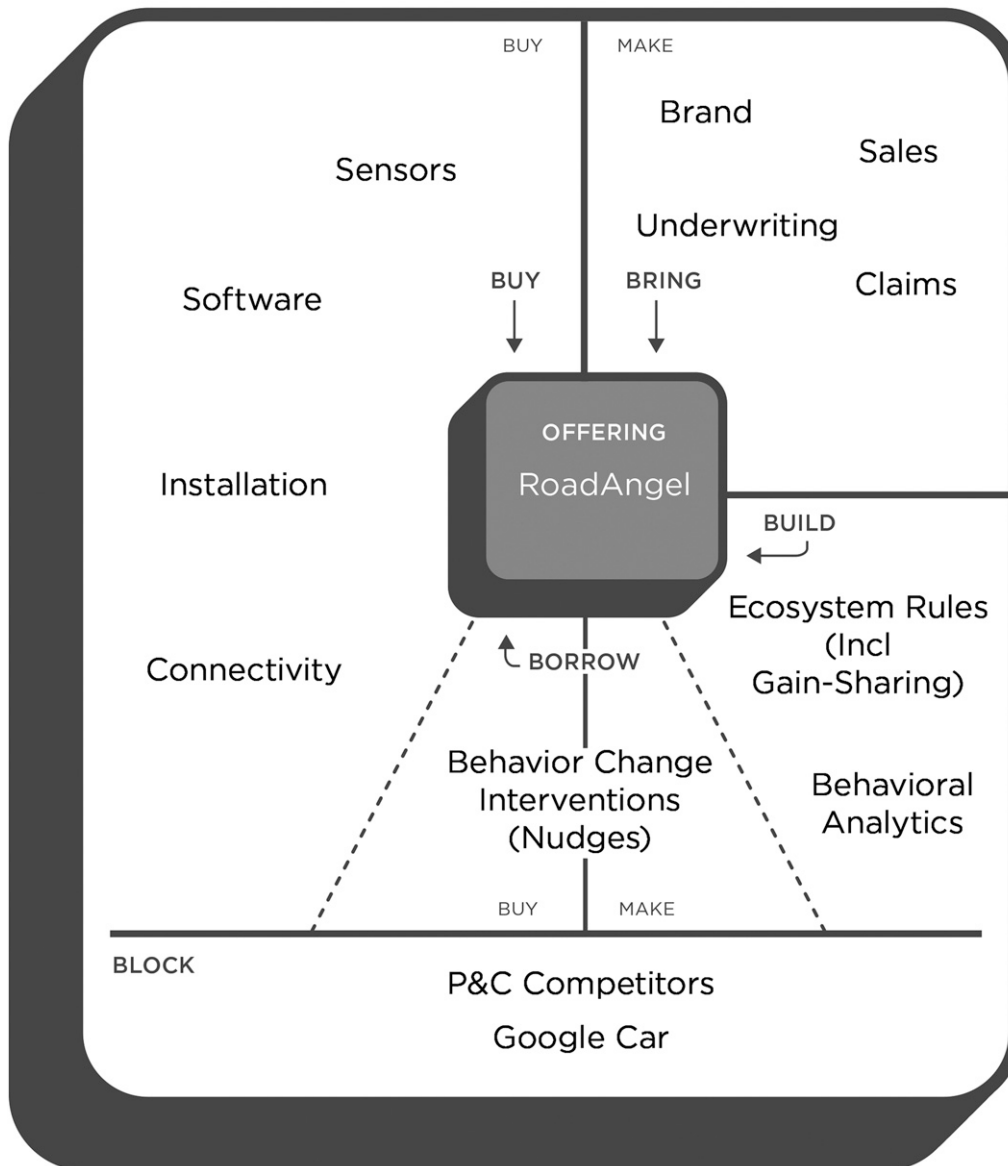 BUY
MAKE
Brand
Sales
Sensors
Underwriting
Software
BUY
BRING
Claims
OFFERING
RoadAngel
Installation
BUILD
Ecosystem Rules
(Incl
Gain-Sharing)
Connectivity
BORROW
Behavior Change
Interventions
(Nudges)
Behavioral
Analytics
BUY
MAKE
BLOCK
P&C Competitors
Google Car